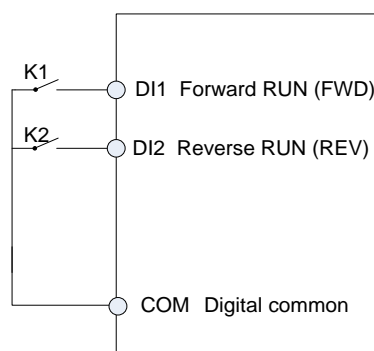 K1
DI1 Forward RUN (FWD)
K2
DI2 Reverse RUN (REV)
COM Digital common